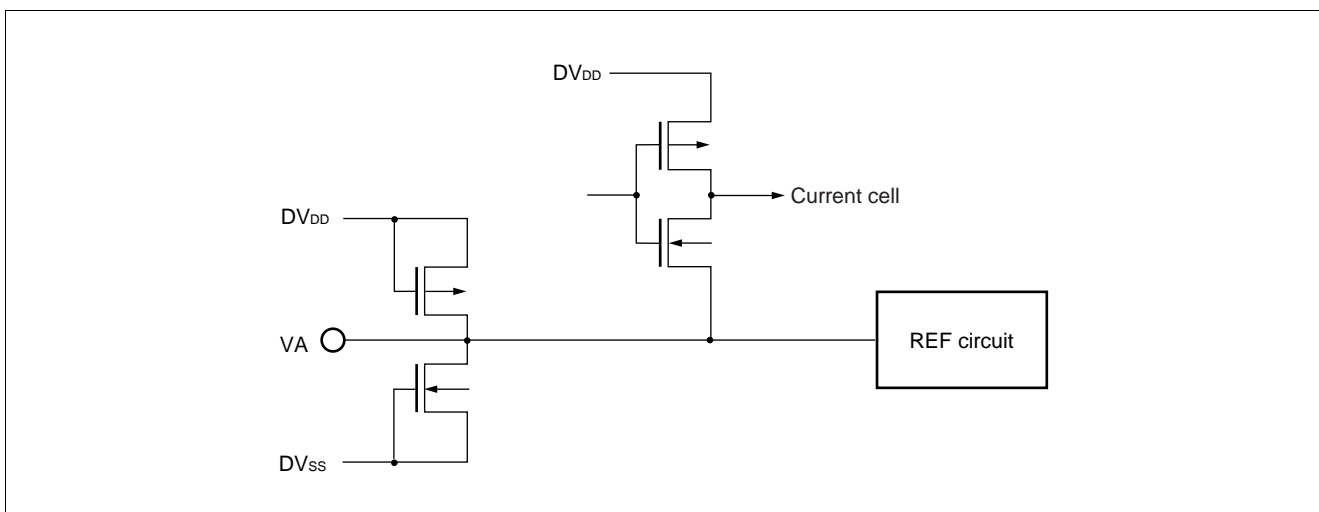 DVDD
Current cell
DVDD
VA
REF circuit
DVSS